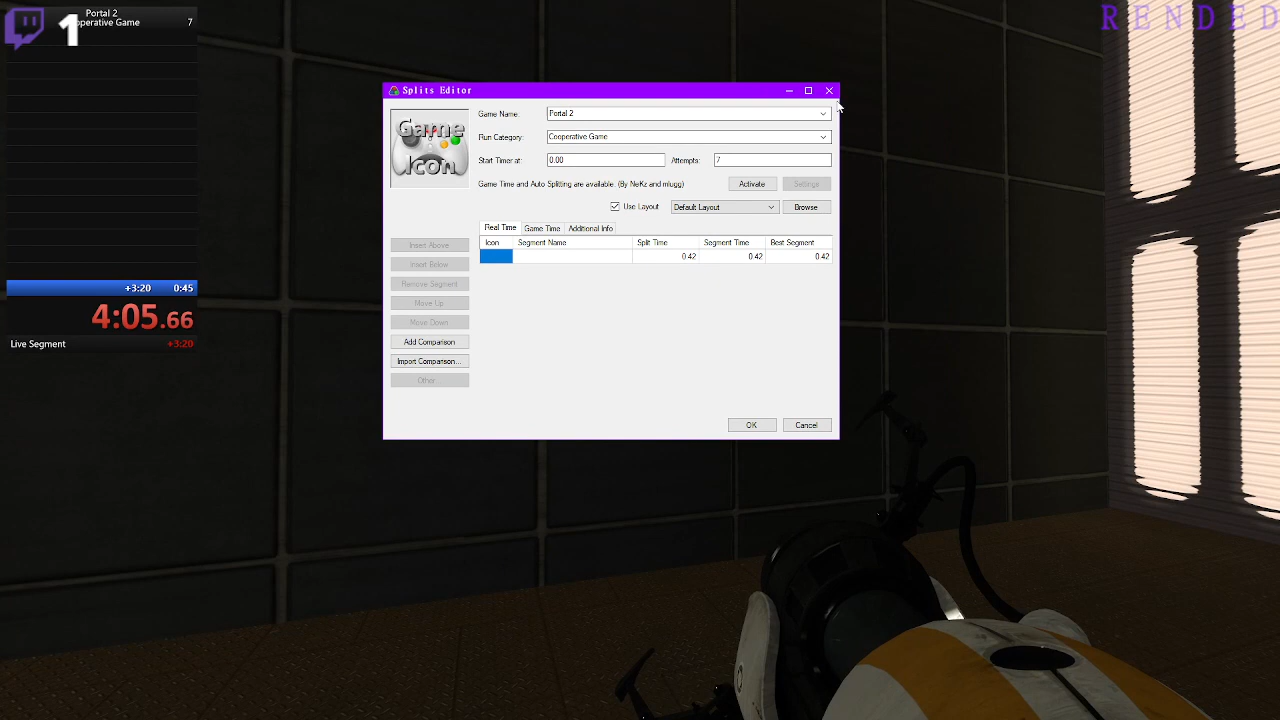 Portal 2
operative Game 7
1
RENDED
+3:20 0:45
4:05.66
Live Segment +3:20
Splits Editor
Game Icon
Game Name: Portal 2
Run Category: Cooperative Game
Start Timer at: 0.00 Attempts: 7
Game Time and Auto Splitting are available. (By NeKz and mlugg) Activate Settings
Use Layout Default Layout Browse
Real Time Game Time Additional Info
Icon Segment Name Split Time Segment Time Best Segment
0.42 0.42 0.42
Insert Above
Insert Below
Remove Segment
Move Up
Move Down
Add Comparison
Import Comparison...
Other...
OK Cancel